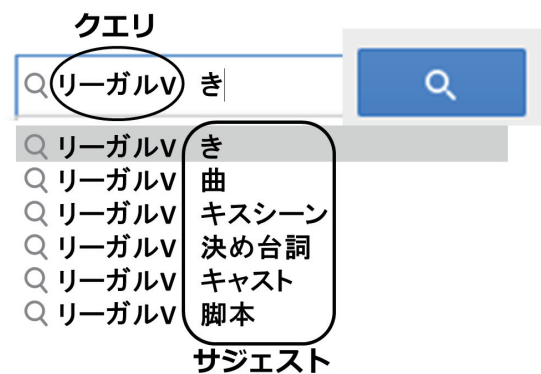 クエリ
リーガルV き
リーガルV き
リーガルV 曲
リーガルV キスシーン
リーガルV 決め台詞
リーガルV キャスト
リーガルV 脚本
サジェスト